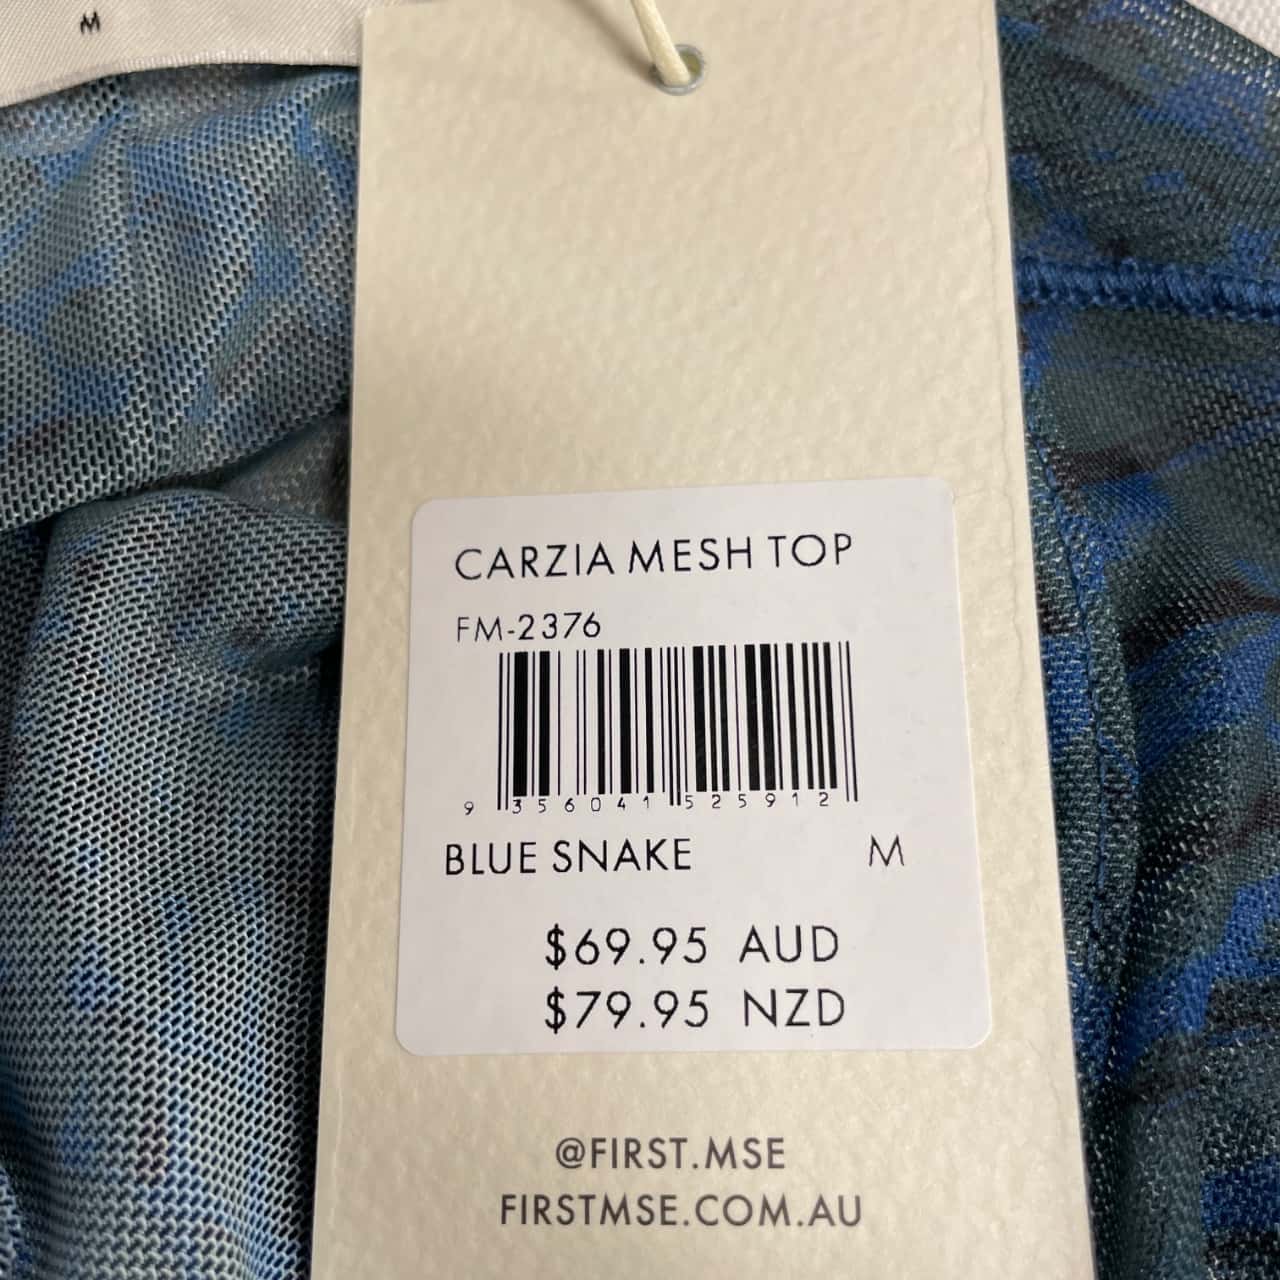 M
CARZIA MESH TOP
FM-2376
9 356041 525912
BLUE SNAKE M
$69.95 AUD
$79.95 NZD
@FIRST.MSE
FIRSTMSE.COM.AU